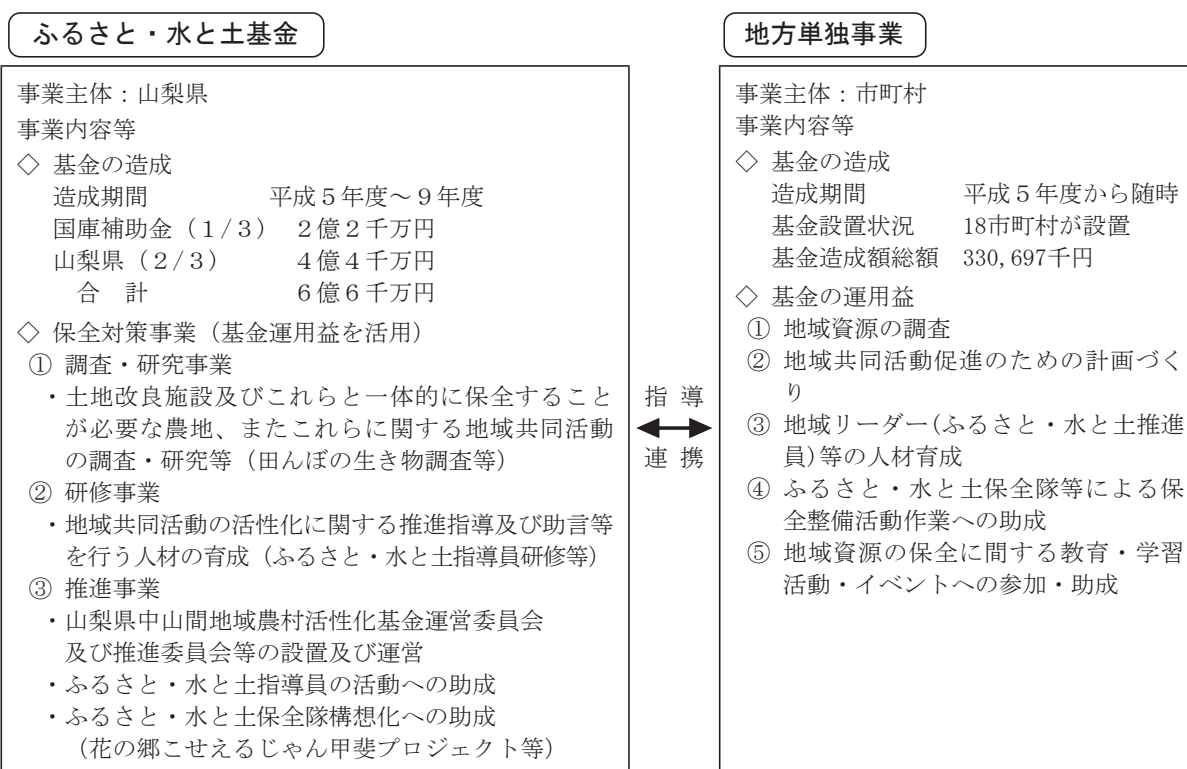 ふるさと・水と土基金
事業主体：山梨県
事業内容等
◇ 基金の造成
造成期間 平成５年度～９年度
国庫補助金（１/３） ２億２千万円
山梨県（２/３） ４億４千万円
合　計 ６億６千万円
◇ 保全対策事業（基金運用益を活用）
① 調査・研究事業
・土地改良施設及びこれらと一体的に保全すること
が必要な農地、またこれらに関する地域共同活動
の調査・研究等（田んぼの生き物調査等）
② 研修事業
・地域共同活動の活性化に関する推進指導及び助言等
を行う人材の育成（ふるさと・水と土指導員研修等）
③ 推進事業
・山梨県中山間地域農村活性化基金運営委員会
及び推進委員会等の設置及び運営
・ふるさと・水と土指導員の活動への助成
・ふるさと・水と土保全隊構想化への助成
（花の郷こせえるじゃん甲斐プロジェクト等）
指 導
連 携
地方単独事業
事業主体：市町村
事業内容等
◇ 基金の造成
造成期間 平成５年度から随時
基金設置状況 18市町村が設置
基金造成額総額 330,697千円
◇ 基金の運用益
① 地域資源の調査
② 地域共同活動促進のための計画づく
り
③ 地域リーダー(ふるさと・水と土推進
員)等の人材育成
④ ふるさと・水と土保全隊等による保
全整備活動作業への助成
⑤ 地域資源の保全に間する教育・学習
活動・イベントへの参加・助成